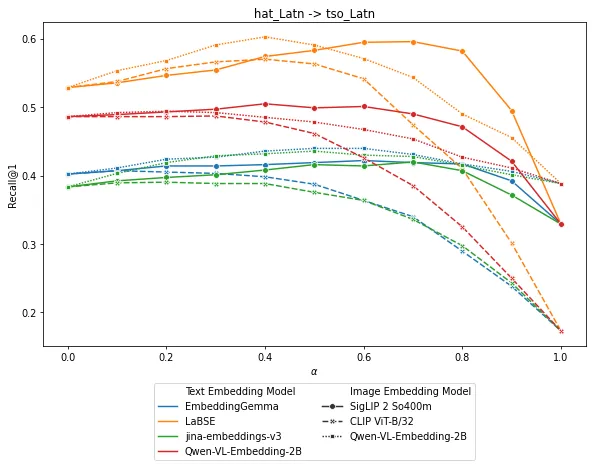 hat_Latn -> tso_Latn
Recall@1
0.6
0.5
0.4
0.3
0.2
0.0
0.2
0.4
0.6
0.8
1.0
α
Text Embedding Model
EmbeddingGemma
LaBSE
jina-embeddings-v3
Qwen-VL-Embedding-2B
Image Embedding Model
SigLIP 2 So400m
CLIP ViT-B/32
Qwen-VL-Embedding-2B